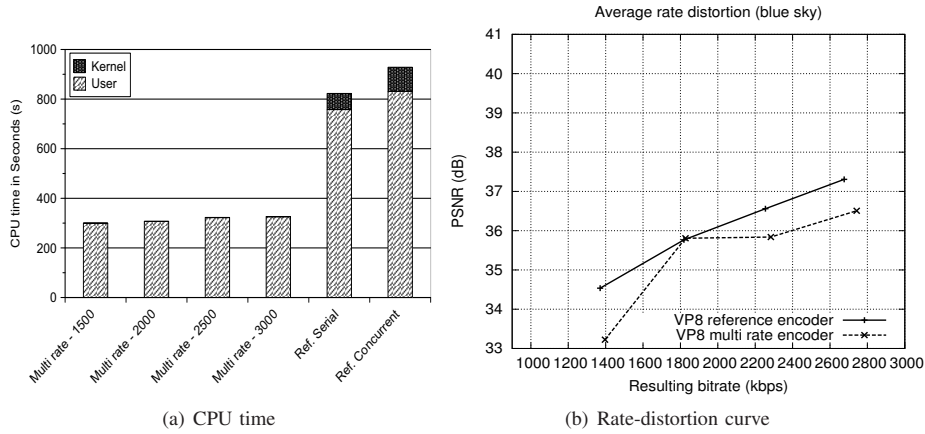 1000
800
600
400
200
0
CPU time in Seconds (s)
Kernel
User
Multi rate - 1500
Multi rate - 2000
Multi rate - 2500
Multi rate - 3000
Ref. Serial
Ref. Concurrent
(a) CPU time
Average rate distortion (blue sky)
41
40
39
38
37
36
35
34
33
PSNR (dB)
VP8 reference encoder
VP8 multi rate encoder
1000 1200 1400 1600 1800 2000 2200 2400 2600 2800 3000
Resulting bitrate (kbps)
(b) Rate-distortion curve